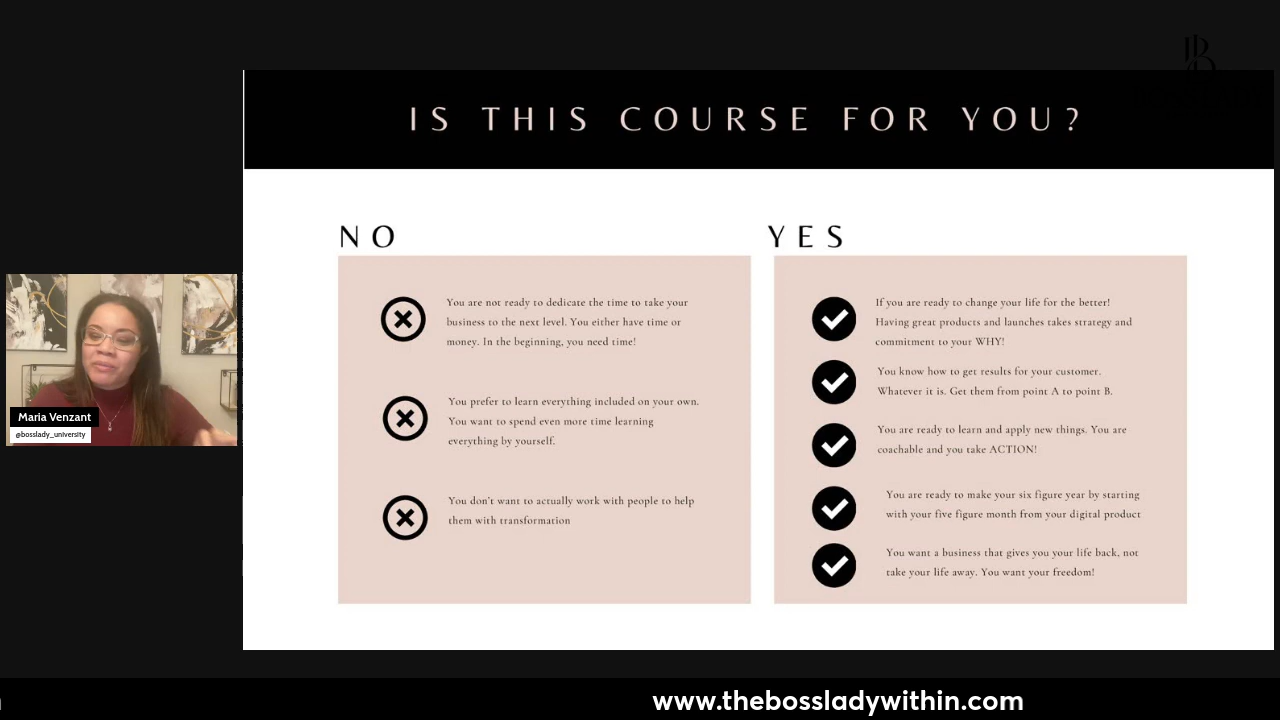 IS THIS COURSE FOR YOU?
NO
You are not ready to dedicate the time to take your
business to the next level. You either have time or
money. In the beginning, you need time!
You prefer to learn everything included on your own.
You want to spend even more time learning
everything by yourself.
You don't want to actually work with people to help
them with transformation
YES
If you are ready to change your life for the better!
Having great products and launches takes strategy and
commitment to your WHY!
You know how to get results for your customer.
Whatever it is. Get them from point A to point B.
You are ready to learn and apply new things. You are
coachable and you take ACTION!
You are ready to make your six figure year by starting
with your five figure month from your digital product
You want a business that gives you your life back, not
take your life away. You want your freedom!
Maria Venzant
@bosslady_university
www.thebossladywithin.com